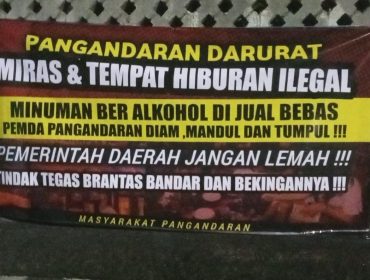 PANGANDARAN DARURAT
MIRAS & TEMPAT HIBURAN ILEGAL
MINUMAN BER ALKOHOL DI JUAL BEBAS
PEMDA PANGANDARAN DIAM ,MANDUL DAN TUMPUL !!!
PEMERINTAH DAERAH JANGAN LEMAH !!!
TINDAK TEGAS BRANTAS BANDAR DAN BEKINGANNYA !!!
MASYARAKAT PANGANDARAN